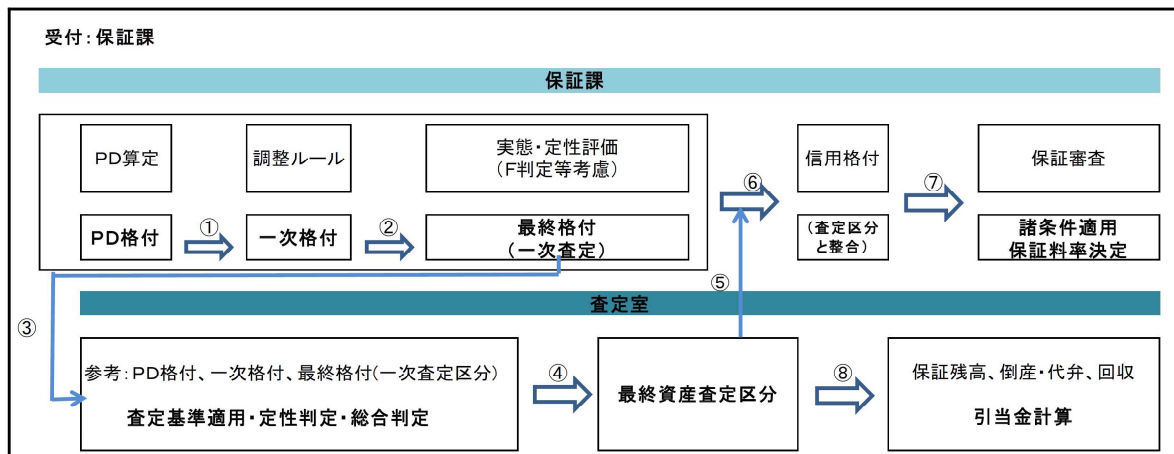 受付：保証課
保証課
PD算定
調整ルール
実態・定性評価
（F判定等考慮）
信用格付
保証審査
⑥
⑦
PD格付
①
一次格付
②
最終格付
（一次査定）
（査定区分
と整合）
諸条件適用
保証料率決定
⑤
査定室
③
参考：PD格付、一次格付、最終格付(一次査定区分)
査定基準適用・定性判定・総合判定
④
最終資産査定区分
⑧
保証残高、倒産・代弁、回収
引当金計算